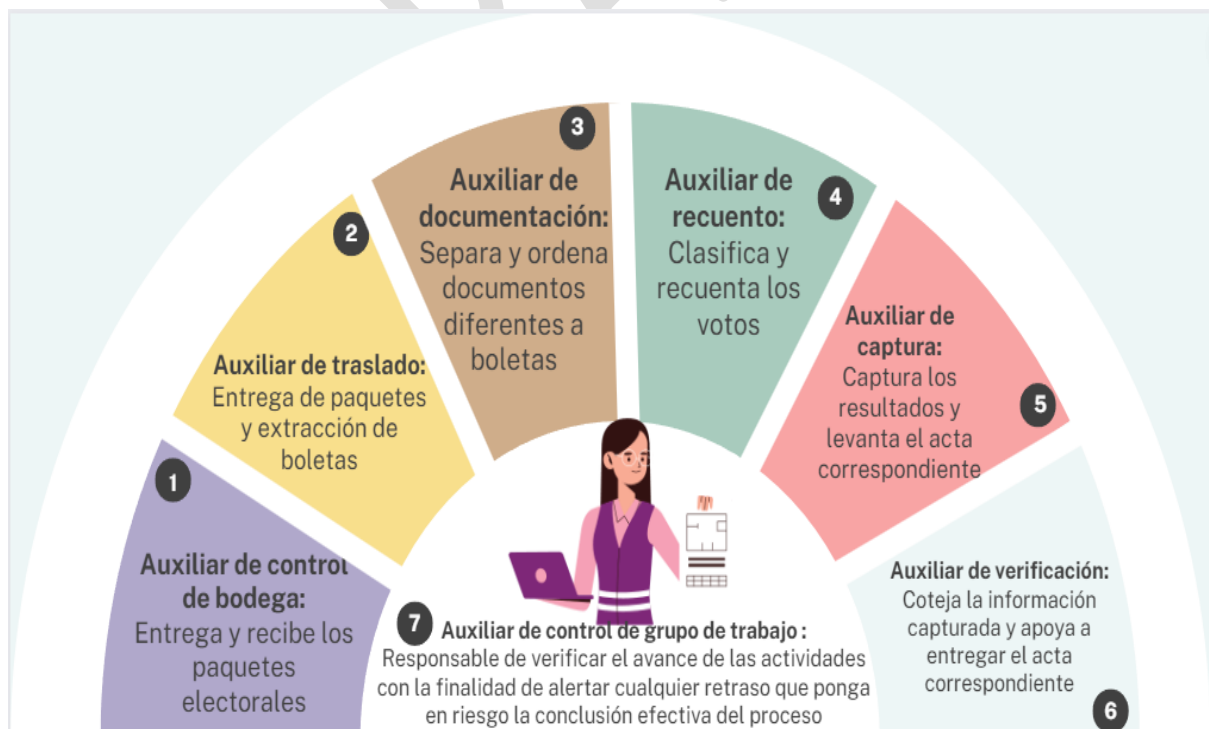 1
Auxiliar de control
de bodega:
Entrega y recibe los
paquetes
electorales
2
Auxiliar de traslado:
Entrega de paquetes
y extracción de
boletas
3
Auxiliar de
documentación:
Separa y ordena
documentos
diferentes a
boletas
4
Auxiliar de
recuento:
Clasifica y
recuenta los
votos
5
Auxiliar de
captura:
Captura los
resultados y
levanta el acta
correspondiente
Auxiliar de verificación:
Coteja la información
capturada y apoya a
entregar el acta
correspondiente
6
7 Auxiliar de control de grupo de trabajo :
Responsable de verificar el avance de las actividades
con la finalidad de alertar cualquier retraso que ponga
en riesgo la conclusión efectiva del proceso